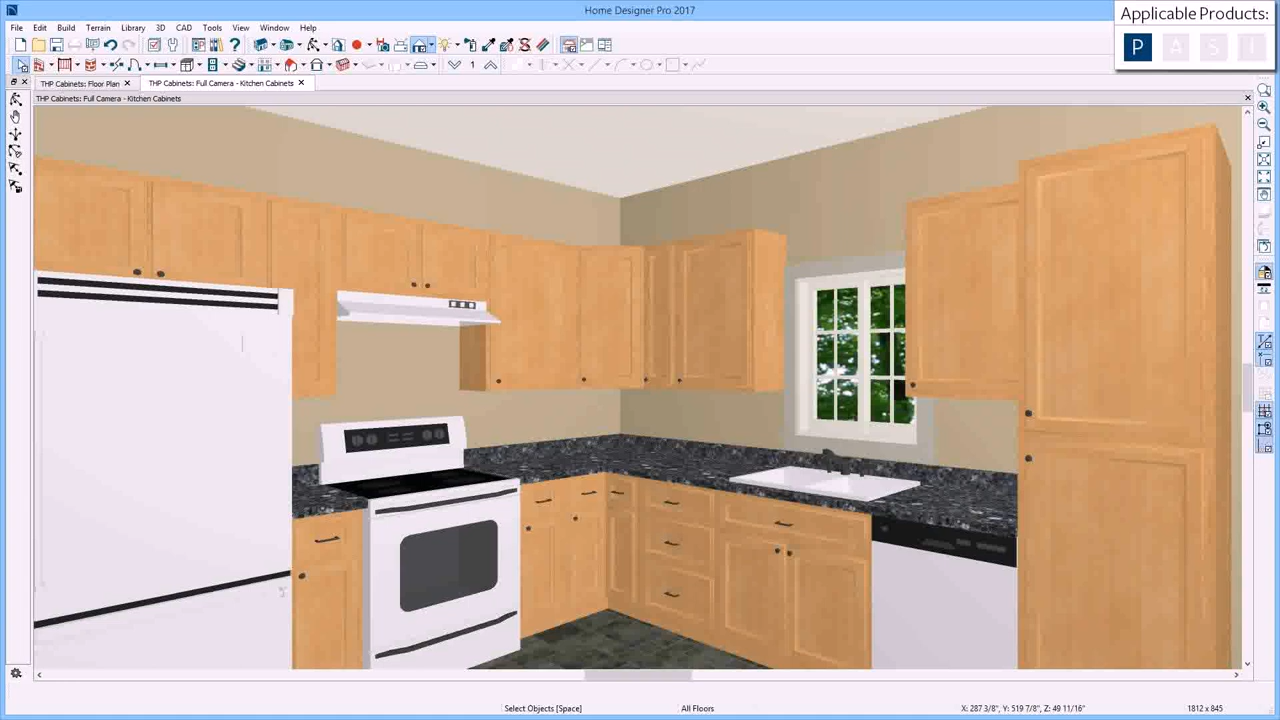 Home Designer Pro 2017
Applicable Products:
P A S I
File Edit Build Terrain Library 3D CAD Tools View Window Help
1
THP Cabinets: Floor Plan
THP Cabinets: Full Camera - Kitchen Cabinets
THP Cabinets: Full Camera - Kitchen Cabinets
Select Objects [Space] All Floors X: 287 3/8", Y: 519 7/8", Z: 49 11/16" 1812 x 845